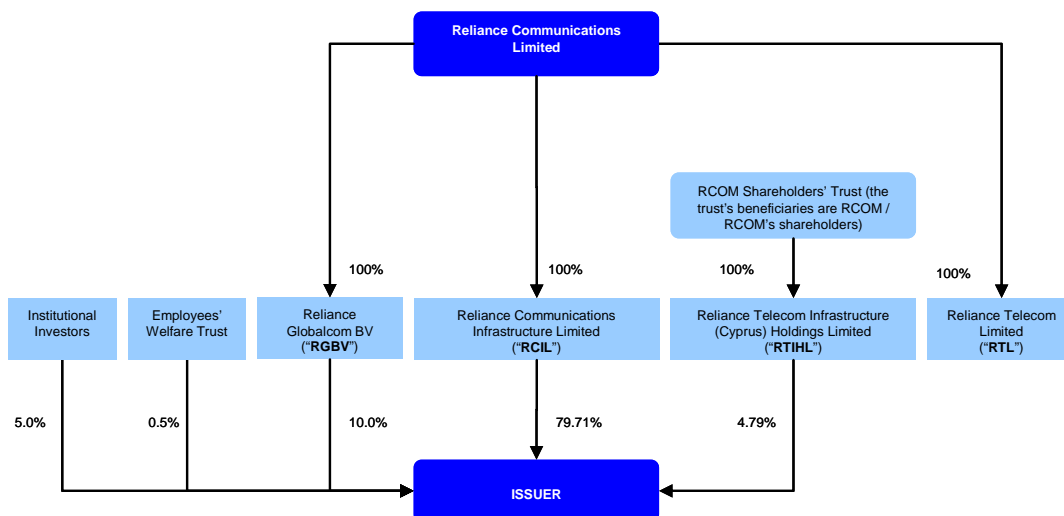 Reliance Communications
Limited
RCOM Shareholders’ Trust (the
trust’s beneficiaries are RCOM /
RCOM’s shareholders)
100%
100%
100%
100%
Institutional
Investors
Employees’
Welfare Trust
Reliance
Globalcom BV
(“RGBV”)
Reliance Communications
Infrastructure Limited
(“RCIL”)
Reliance Telecom Infrastructure
(Cyprus) Holdings Limited
(“RTIHL”)
Reliance Telecom
Limited
(“RTL”)
5.0%
0.5%
10.0%
79.71%
4.79%
ISSUER